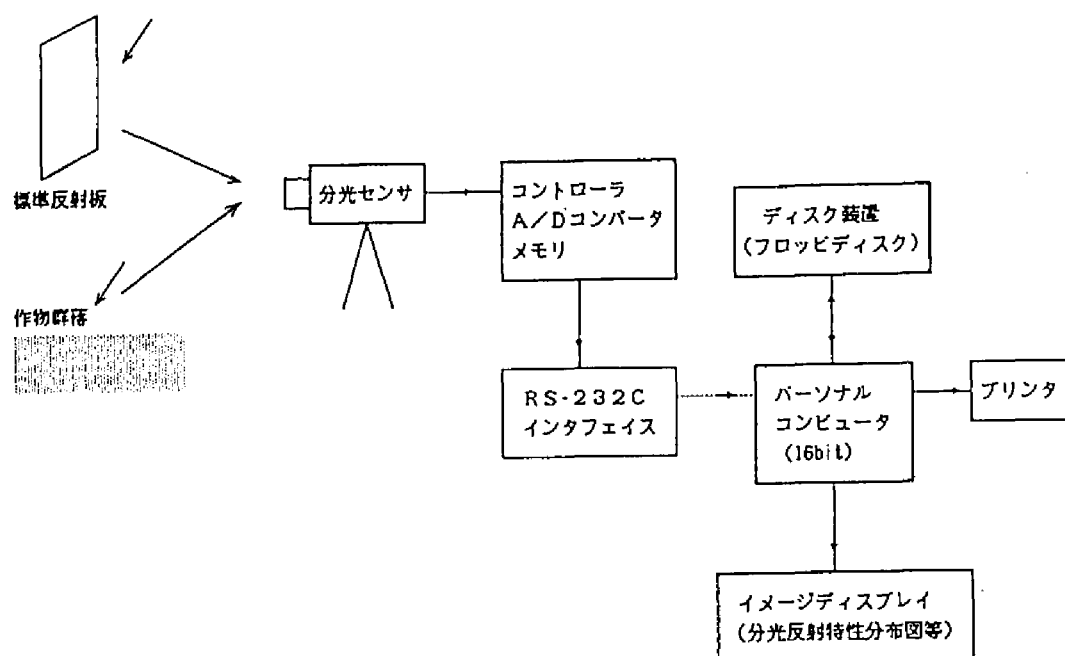 標準反射板
作物群落
分光センサ
コントローラ
A/Dコンバータ
メモリ
RS-232C
インタフェイス
ディスク装置
(フロッピディスク)
パーソナル
コンピュータ
(16bit)
プリンタ
イメージディスプレイ
(分光反射特性分布図等)